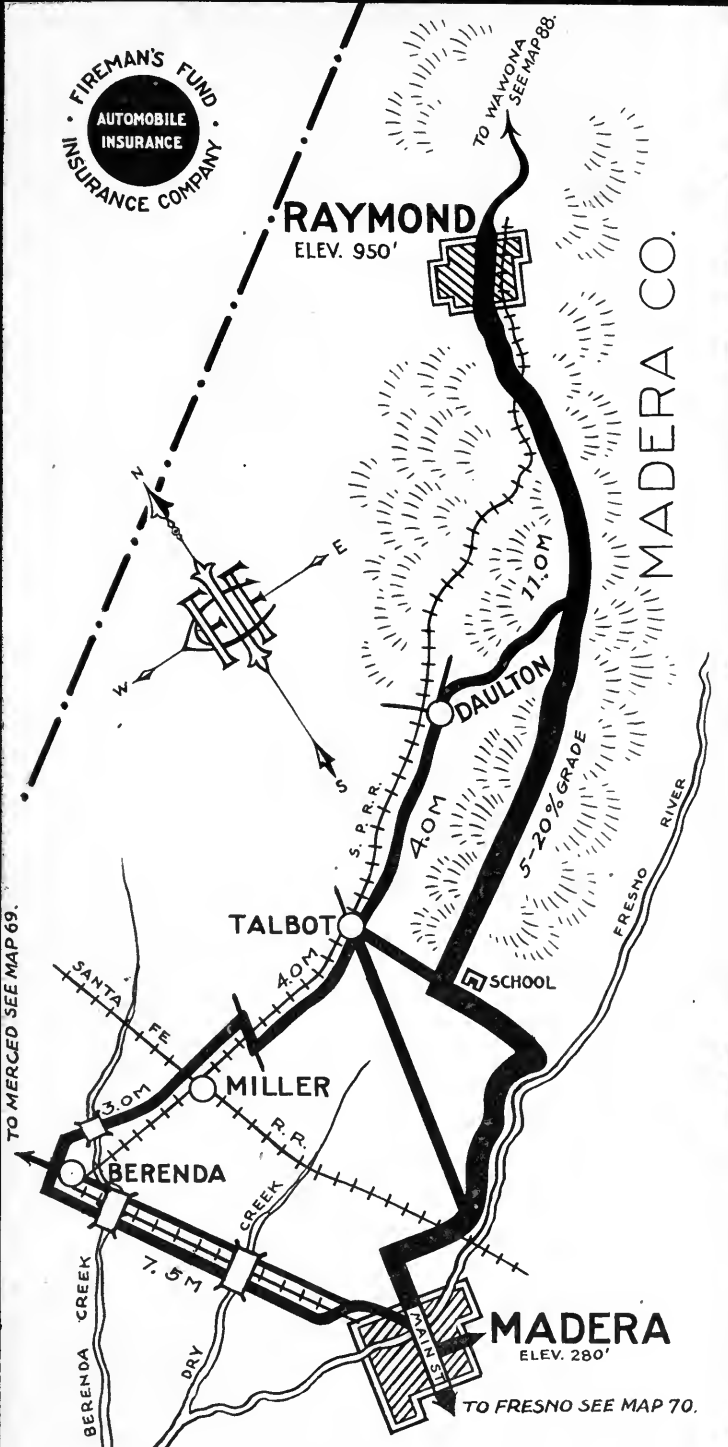 FIREMAN'S FUND
AUTOMOBILE
INSURANCE
INSURANCE COMPANY
TO WAWONA
SEE MAP 88.
RAYMOND
ELEV. 950'
MADERA CO.
N
E
W
S
11.0M
DAULTON
S. P. R. R.
4.0M
5-20% GRADE
FRESNO RIVER
TALBOT
4.0M
SCHOOL
TO MERCED SEE MAP 69.
SANTA FE R. R.
MILLER
3.0M
BERENDA
7.5M
BERENDA CREEK
DRY CREEK
MAIN ST
MADERA
ELEV. 280'
TO FRESNO SEE MAP 70.